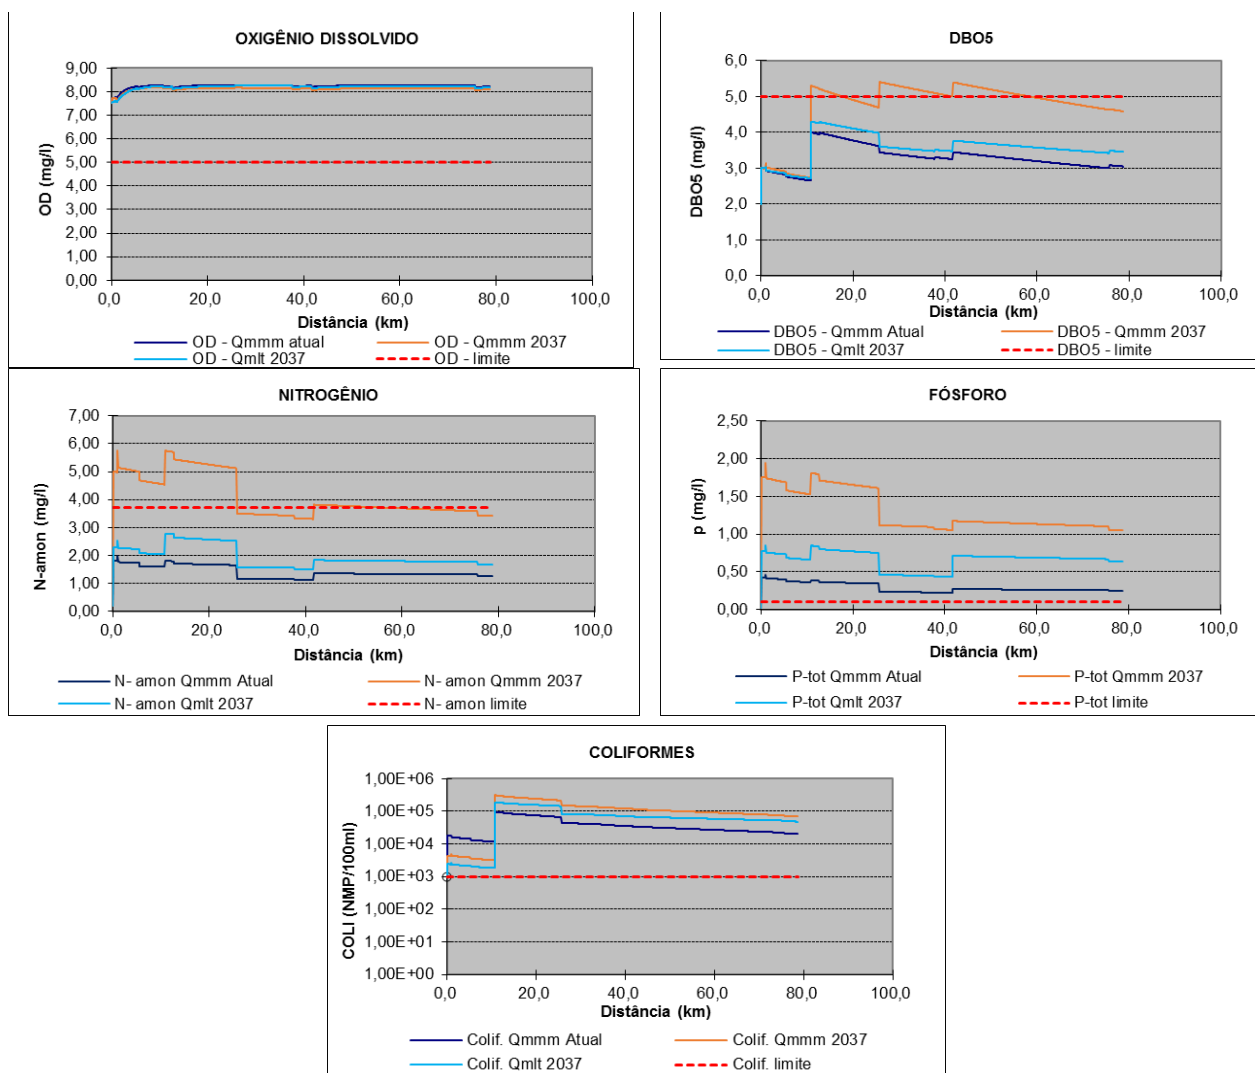 OXIGÊNIO DISSOLVIDO
9,00
8,00
7,00
6,00
5,00
4,00
3,00
2,00
1,00
0,00
OD (mg/l)
0,0 20,0 40,0 60,0 80,0 100,0
Distância (km)
OD - Qmmm atual OD - Qmmm 2037
OD - Qmlt 2037 OD - limite
DBO5
6,0
5,0
4,0
3,0
2,0
1,0
0,0
DBO5 (mg/l)
0,0 20,0 40,0 60,0 80,0 100,0
Distância (km)
DBO5 - Qmmm Atual DBO5 - Qmmm 2037
DBO5 - Qmlt 2037 DBO5 - limite
NITROGÊNIO
7,00
6,00
5,00
4,00
3,00
2,00
1,00
0,00
N-amon (mg/l)
0,0 20,0 40,0 60,0 80,0 100,0
Distância (km)
N- amon Qmmm Atual N- amon Qmmm 2037
N- amon Qmlt 2037 N- amon limite
FÓSFORO
2,50
2,00
1,50
1,00
0,50
0,00
p (mg/l)
0,0 20,0 40,0 60,0 80,0 100,0
Distância (km)
P-tot Qmmm Atual P-tot Qmmm 2037
P-tot Qmlt 2037 P-tot limite
COLIFORMES
1,00E+06
1,00E+05
1,00E+04
1,00E+03
1,00E+02
1,00E+01
1,00E+00
COLI (NMP/100ml)
0,0 20,0 40,0 60,0 80,0 100,0
Distância (km)
Colif. Qmmm Atual Colif. Qmmm 2037
Colif. Qmlt 2037 Colif. limite